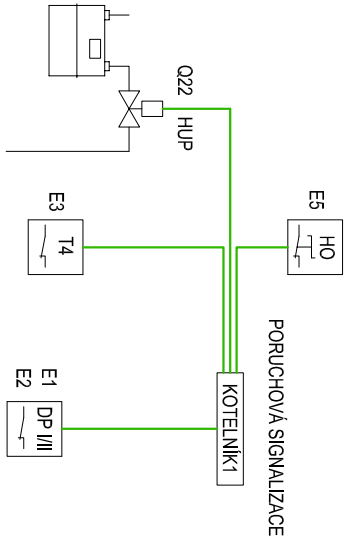 PORUCHOVÁ SIGNALIZACE
KOTELNÍK1
E5
HO
Q22
HUP
E3
T4
E1
E2
DP I/II